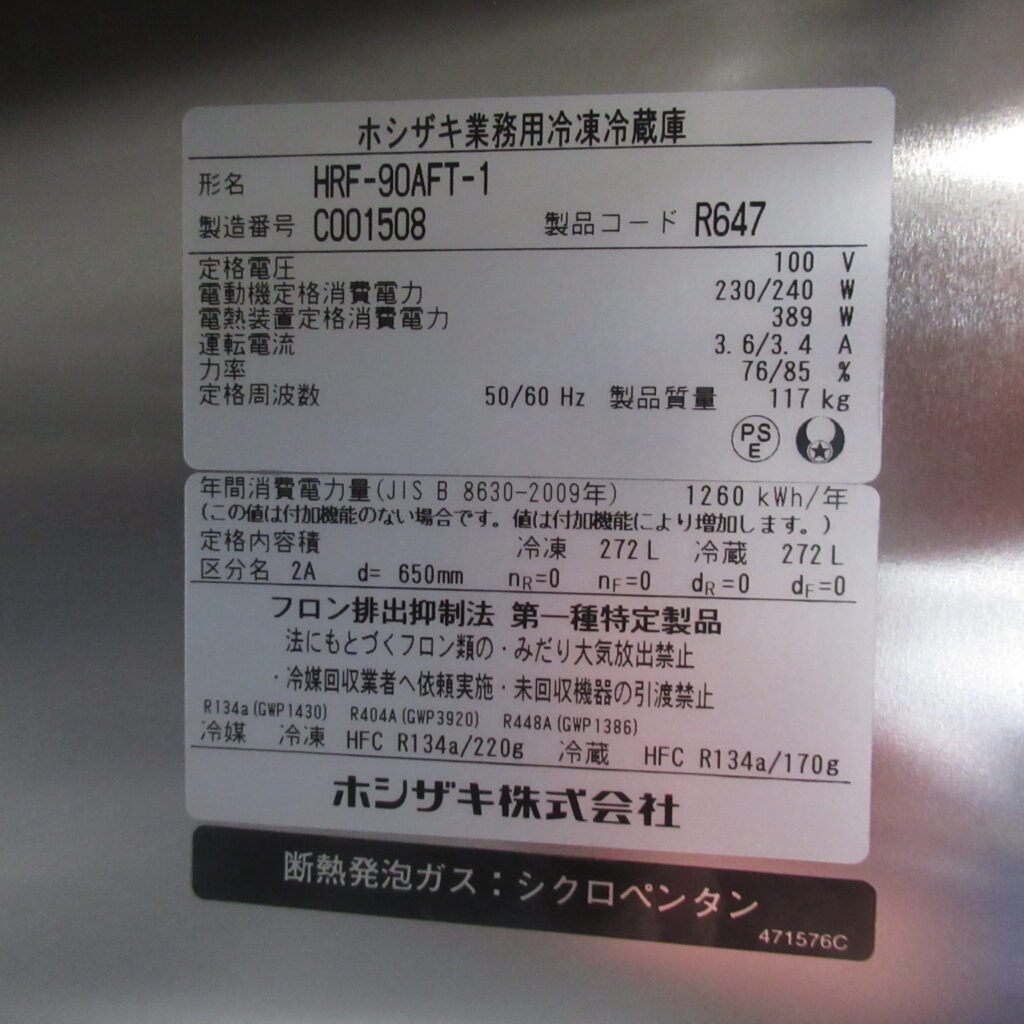 ホシザキ業務用冷凍冷蔵庫
形名 HRF-90AFT-1
製造番号 C001508 製品コード R647
定格電圧 100 V
電動機定格消費電力 230/240 W
電熱装置定格消費電力 389 W
運転電流 3.6/3.4 A
力率 76/85 %
定格周波数 50/60 Hz 製品質量 117 kg
PS
E
年間消費電力量(JIS B 8630-2009年) 1260 kWh/年
(この値は付加機能のない場合です。値は付加機能により増加します。)
定格内容積 冷凍 272 L 冷蔵 272 L
区分名 2A d= 650mm nR=0 nF=0 dR=0 dF=0
フロン排出抑制法 第一種特定製品
法にもとづくフロン類の・みだり大気放出禁止
・冷媒回収業者へ依頼実施・未回収機器の引渡禁止
R134a(GWP1430) R404A(GWP3920) R448A(GWP1386)
冷媒 冷凍 HFC R134a/220g 冷蔵 HFC R134a/170g
ホシザキ株式会社
断熱発泡ガス：シクロペンタン
471576C